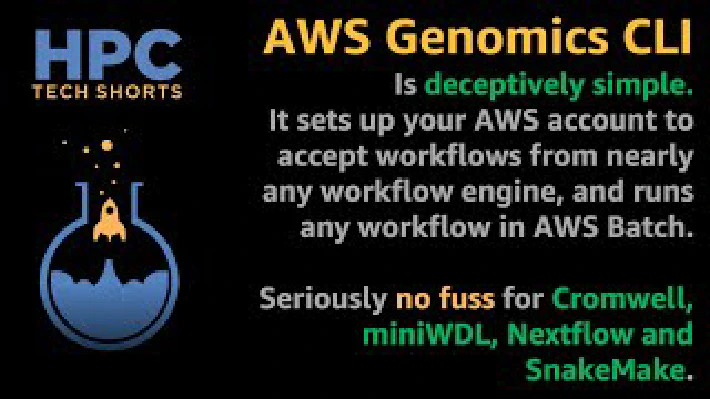 HPC
TECH SHORTS
AWS Genomics CLI
Is deceptively simple.
It sets up your AWS account to
accept workflows from nearly
any workflow engine, and runs
any workflow in AWS Batch.
Seriously no fuss for Cromwell,
miniWDL, Nextflow and
SnakeMake.